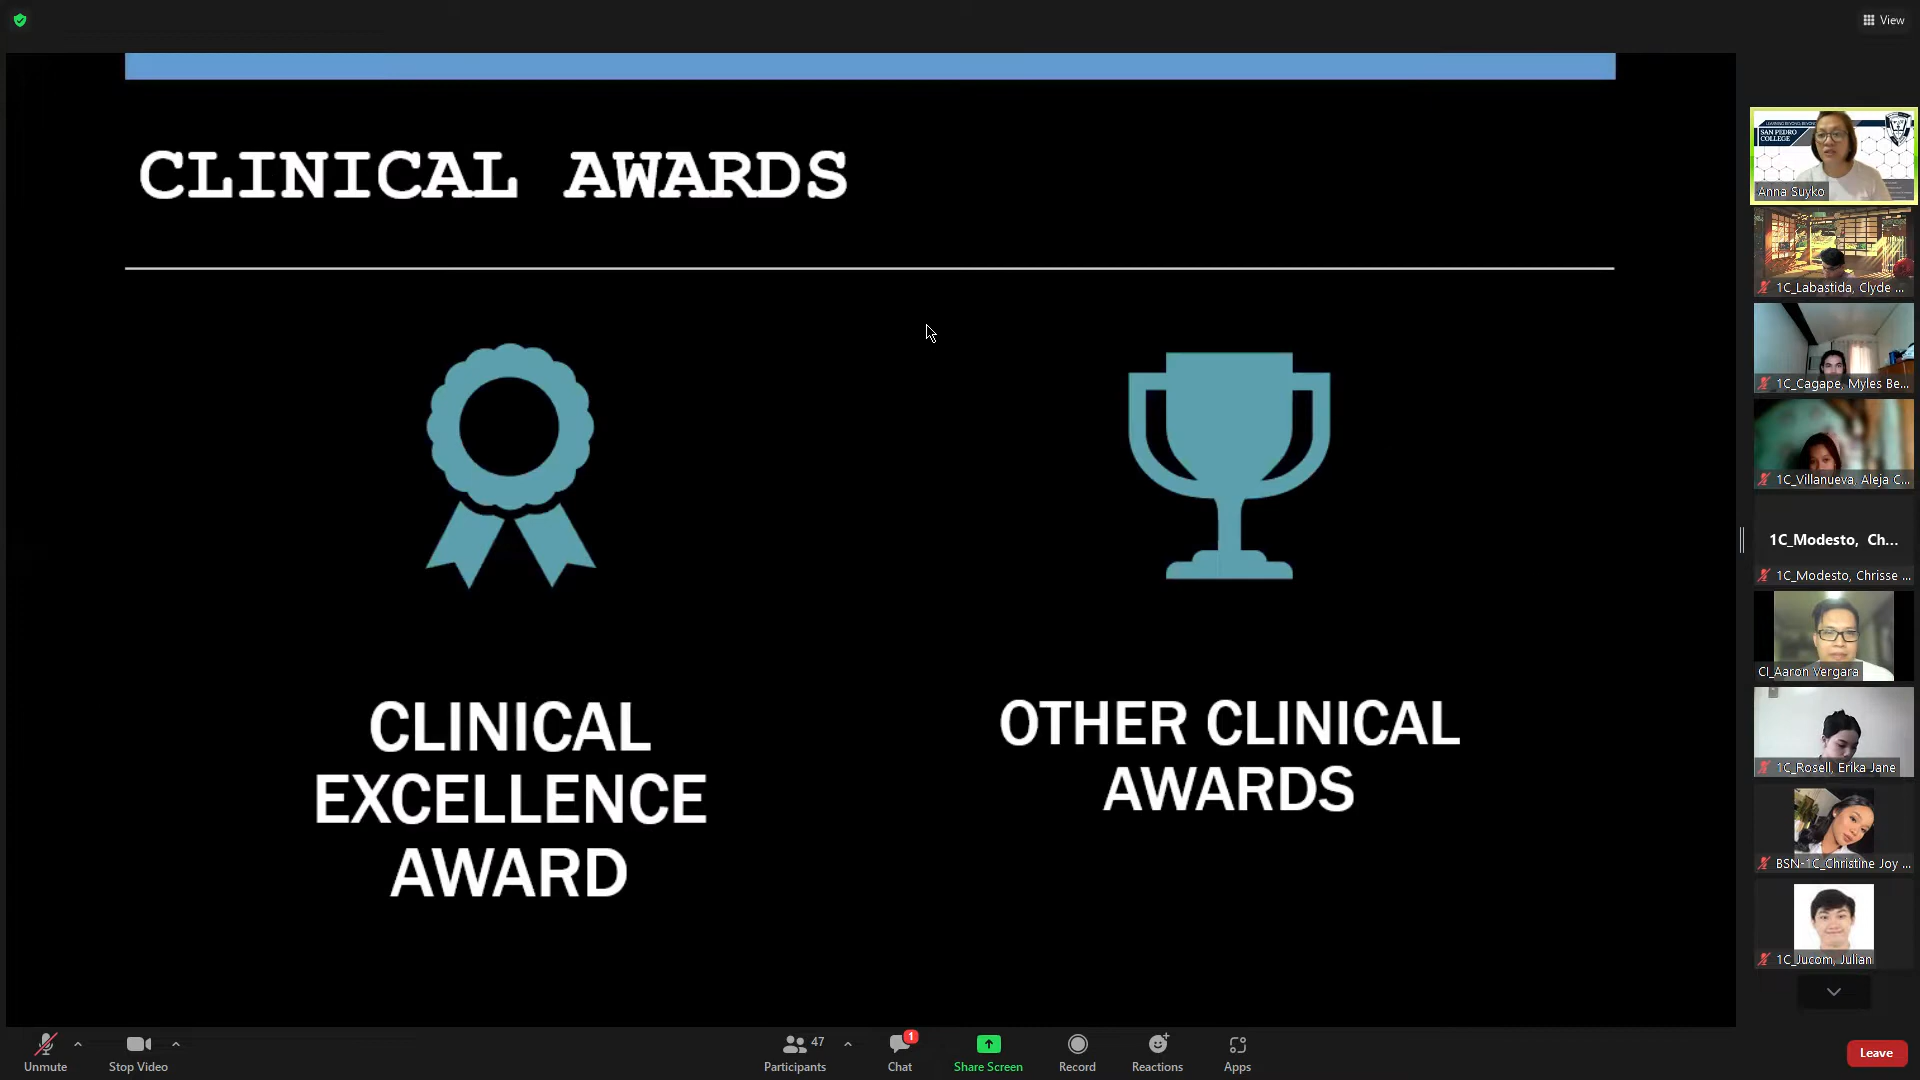 View
CLINICAL AWARDS
CLINICAL
EXCELLENCE
AWARD
OTHER CLINICAL
AWARDS
SAN PEDRO
COLLEGE
Anna Suyko
1C_Labastida, Clyde ...
1C_Cagape, Myles Be...
1C_Villanueva, Aleja C...
1C_Modesto, Ch...
1C_Modesto, Chrisse ...
CI_Aaron Vergara
1C_Rosell, Erika Jane
BSN-1C_Christine Joy ...
1C_Jucom, Julian
Unmute
Stop Video
47
Participants
1
Chat
Share Screen
Record
Reactions
Apps
Leave